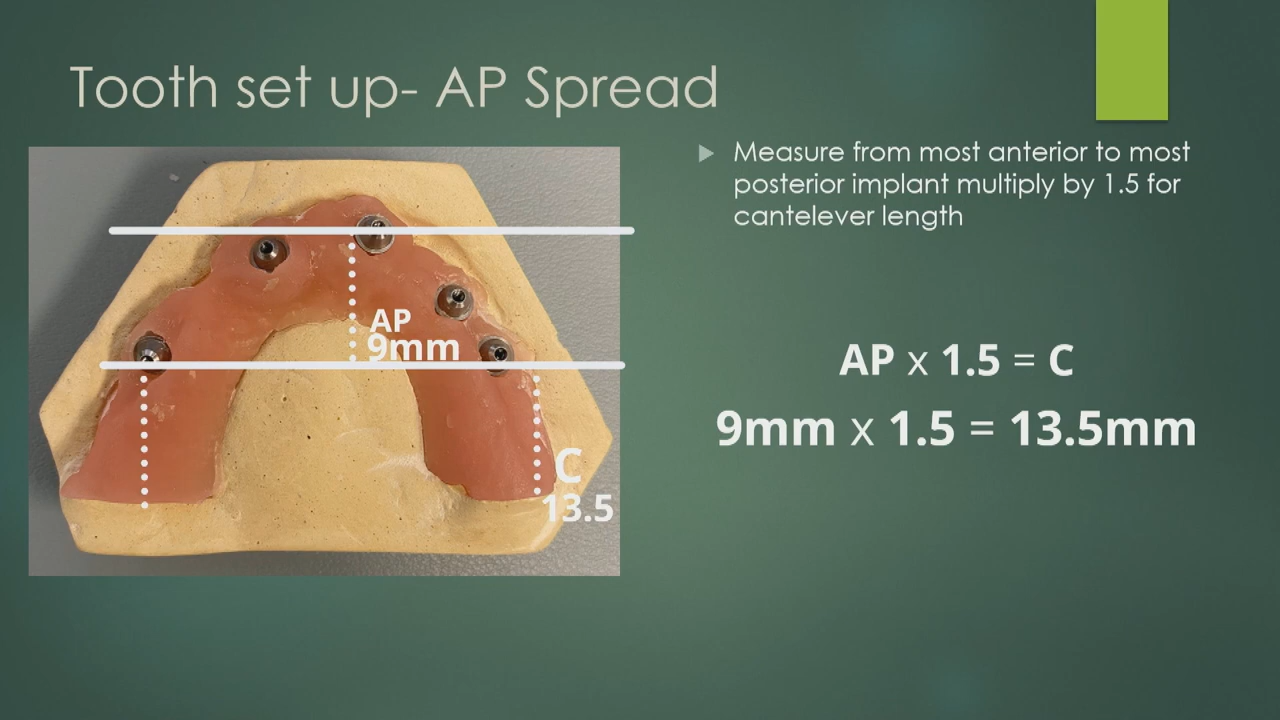 Tooth set up- AP Spread
Measure from most anterior to most
posterior implant multiply by 1.5 for
cantelever length
AP
9mm
C
13.5
AP x 1.5 = C
9mm x 1.5 = 13.5mm